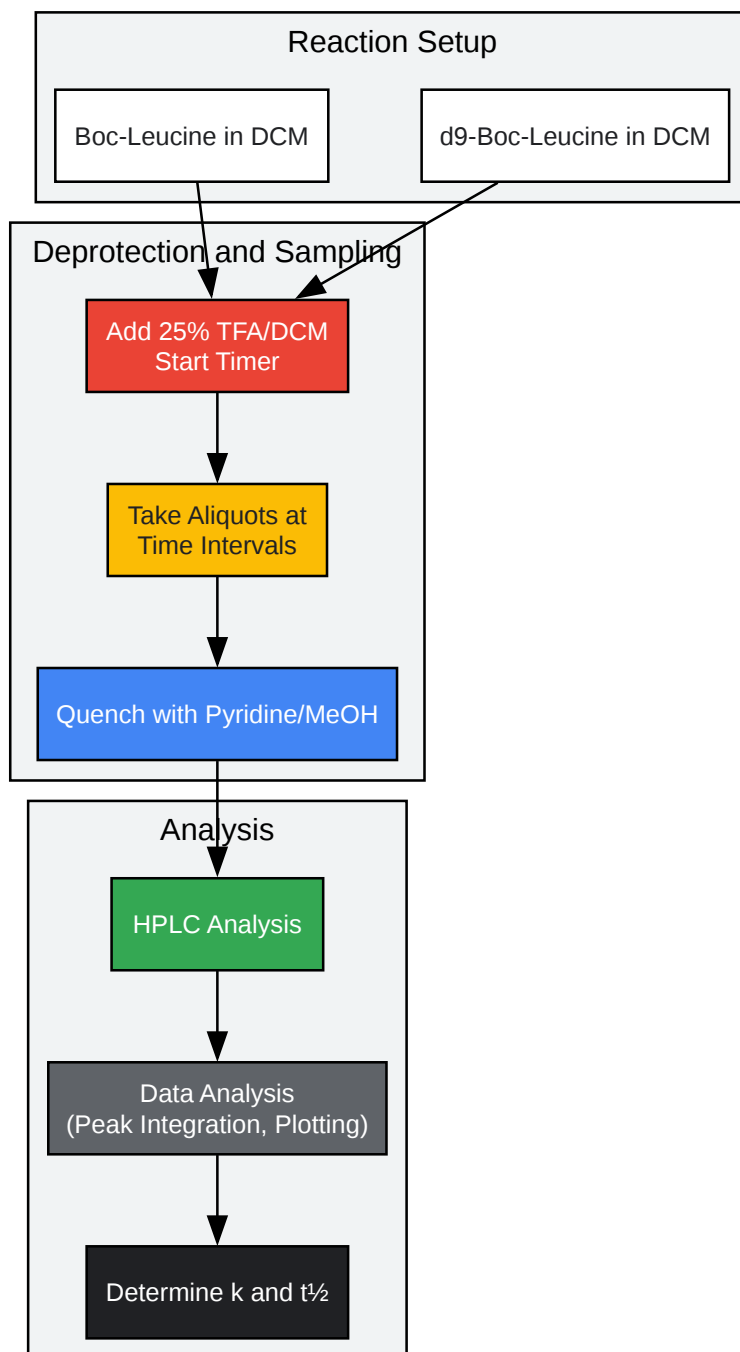 Reaction Setup
Boc-Leucine in DCM
d9-Boc-Leucine in DCM
Deprotection and Sampling
Add 25% TFA/DCM
Start Timer
Take Aliquots at
Time Intervals
Quench with Pyridine/MeOH
Analysis
HPLC Analysis
Data Analysis
(Peak Integration, Plotting)
Determine k and t½